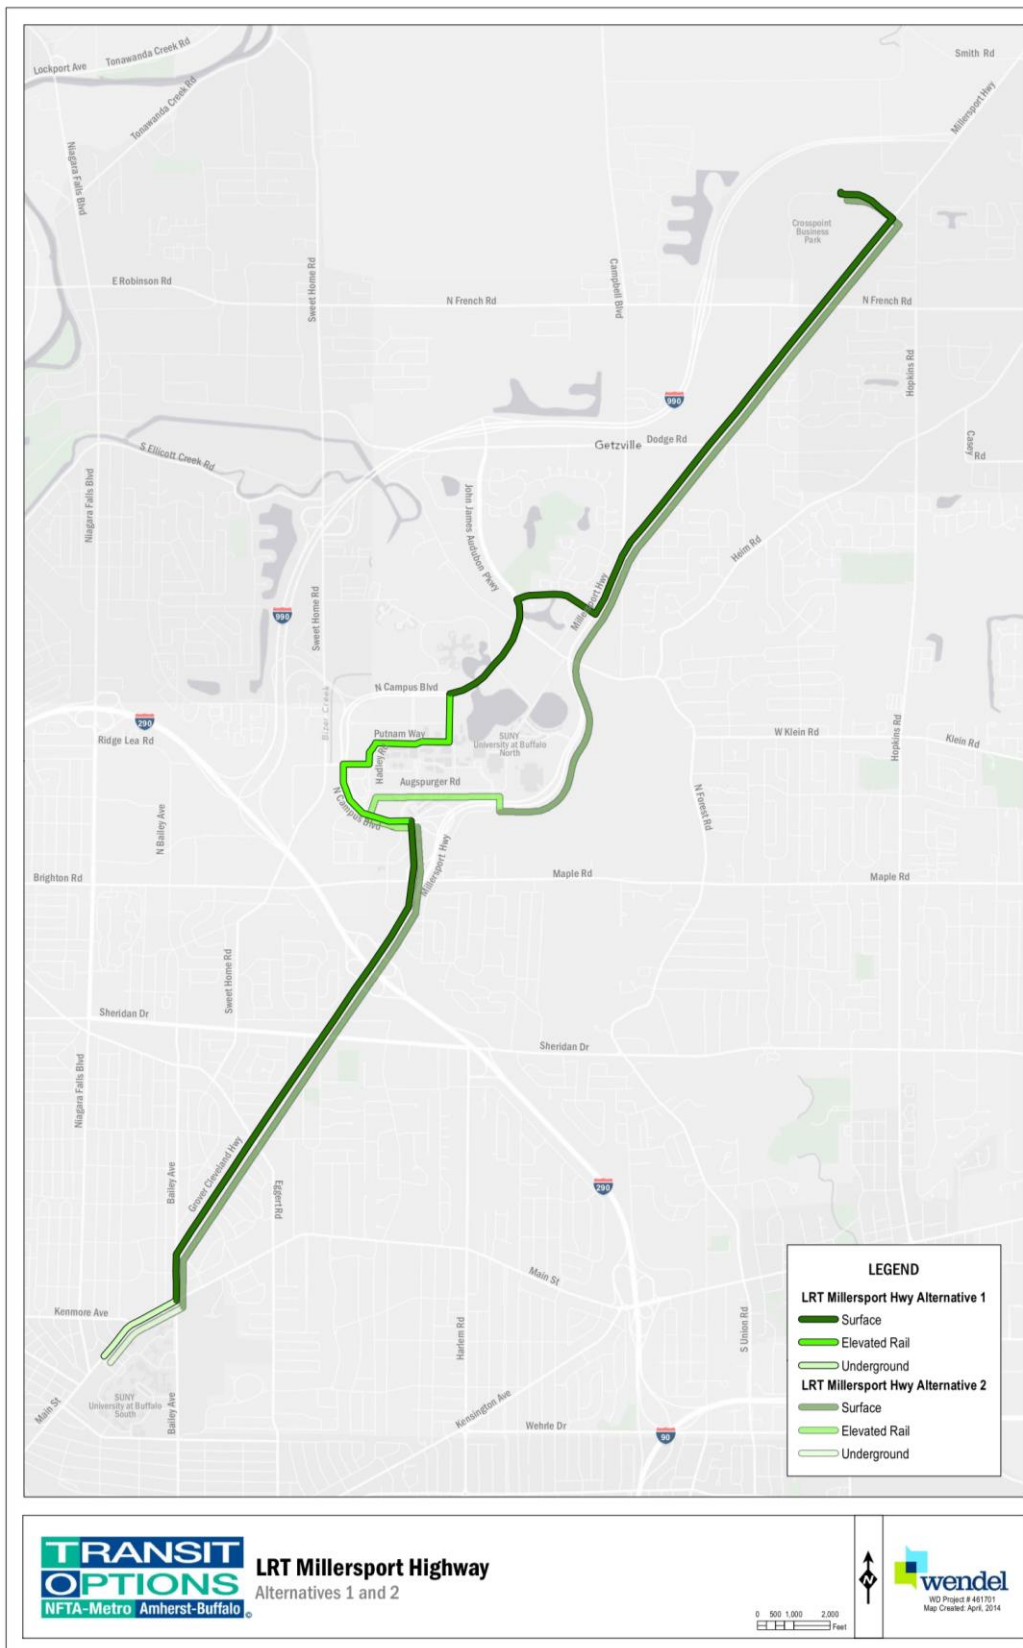 Smith Rd
Tonawanda Creek Rd
Lockport Ave
Millersport Hwy
Tonawanda Creek Rd
Niagara Falls Blvd
Crosspoint
Business
Park
Sweet Home Rd
Campbell Blvd
E Robinson Rd
N French Rd
N French Rd
Hopkins Rd
990
Getzville
Dodge Rd
Casey
Rd
S Ellicott Creek Rd
Niagara Falls Blvd
John James Audubon Pkwy
Heim Rd
Millersport Hwy
990
Sweet Home Rd
N Campus Blvd
Bizer Creek
290
Ridge Lea Rd
Putnam Way
SUNY
University at Buffalo
North
W Klein Rd
Hopkins Rd
Klein Rd
Hadley Rd
Augspurger Rd
N Campus Blvd
N Forest Rd
N Bailey Ave
Millersport Hwy
Brighton Rd
Maple Rd
Maple Rd
Sweet Home Rd
Sheridan Dr
Sheridan Dr
Niagara Falls Blvd
Bailey Ave
Grover Cleveland Hwy
Eggert Rd
290
Main St
Kenmore Ave
Harlem Rd
S Union Rd
SUNY
University at Buffalo
South
Main St
Bailey Ave
Kensington Ave
Wehrle Dr
90
LEGEND
LRT Millersport Hwy Alternative 1
Surface
Elevated Rail
Underground
LRT Millersport Hwy Alternative 2
Surface
Elevated Rail
Underground
TRANSIT
OPTIONS
NFTA-Metro Amherst-Buffalo ©
LRT Millersport Highway
Alternatives 1 and 2
0 500 1,000 2,000
Feet
N
wendel
WD Project # 461701
Map Created: April, 2014